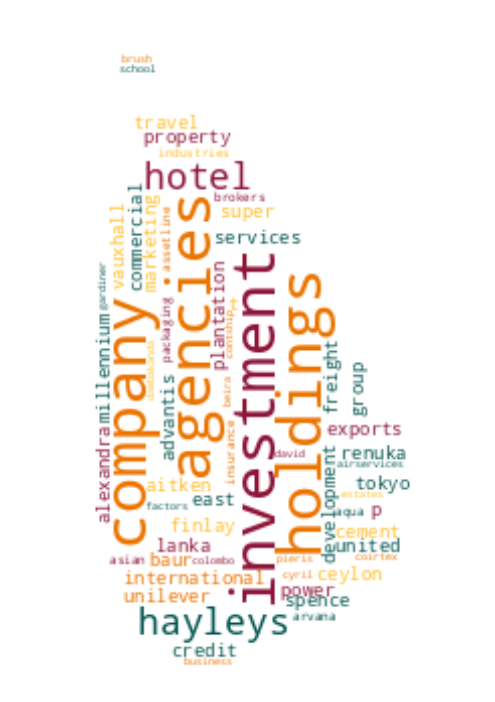 brush
school
travel
property
industries
hotel
brokers
super
services
commercial
vauxhall
marketing
assetline
agencies
gardiner
millennium
company
packaging
plantation
contship
investment
holdings
freight
group
dambakanda
advantis
beira
insurance
alexandra
exports
david
renuka
airservices
development
aitken
tokyo
estates
east
factors
aqua
p
finlay
cement
lanka
united
asian
baur
colombo
pieris
coirtex
international
cyril
ceylon
power
unilever
spence
hayleys
arvana
credit
business